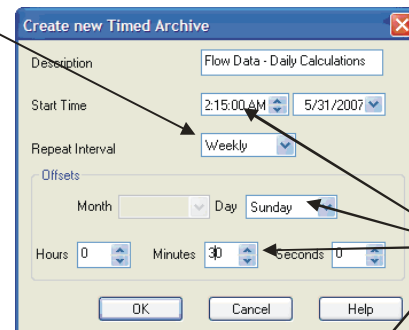 Create new Timed Archive
Description Flow Data - Daily Calculations
Start Time 2:15:00 AM 5/31/2007
Repeat Interval Weekly
Offsets
Month Day Sunday
Hours 0 Minutes 30 Seconds 0
OK Cancel Help